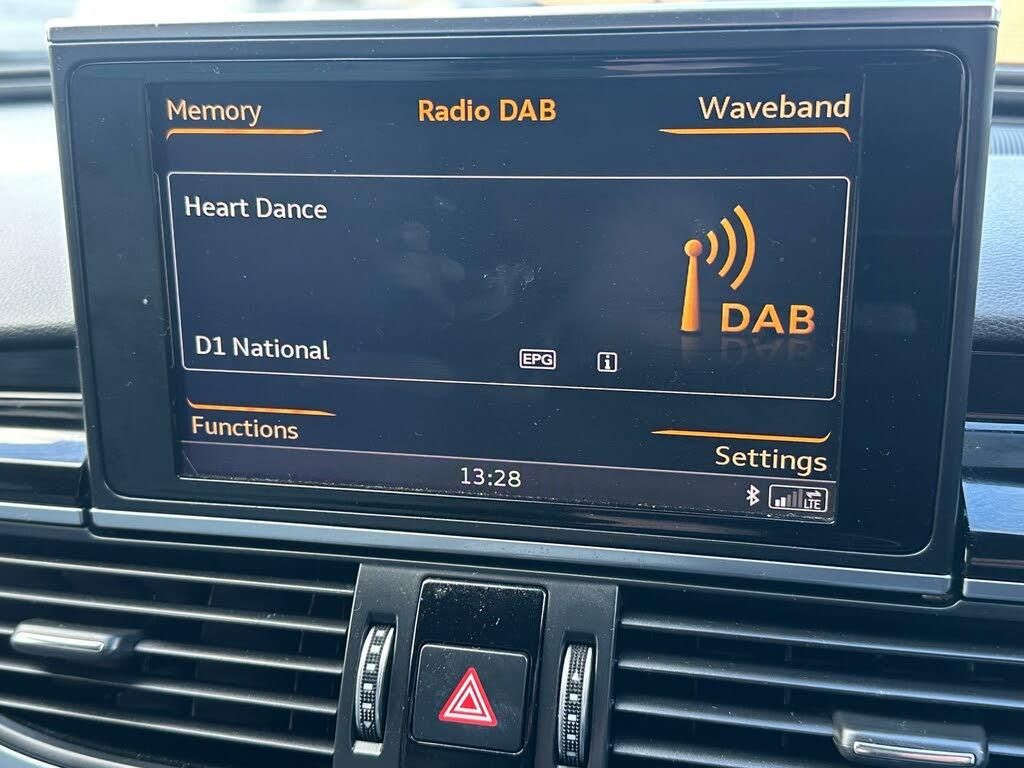 Memory
Radio DAB
Waveband
Heart Dance
DAB
D1 National
EPG
i
Functions
Settings
13:28
LTE